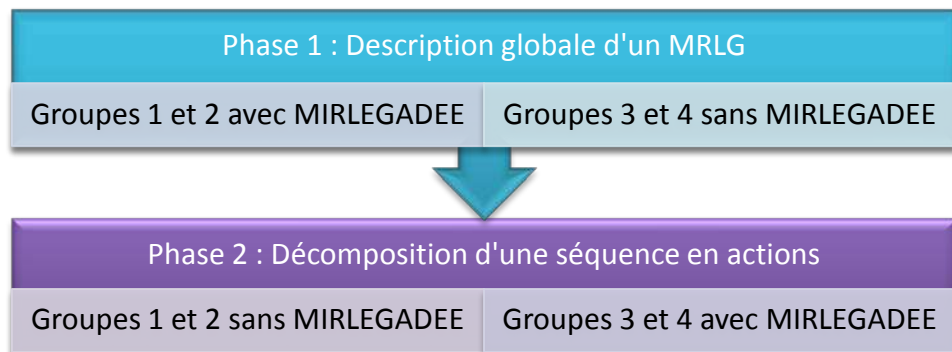 Phase 1 : Description globale d'un MRLG
Groupes 1 et 2 avec MIRLEGADEE
Groupes 3 et 4 sans MIRLEGADEE
Phase 2 : Décomposition d'une séquence en actions
Groupes 1 et 2 sans MIRLEGADEE
Groupes 3 et 4 avec MIRLEGADEE